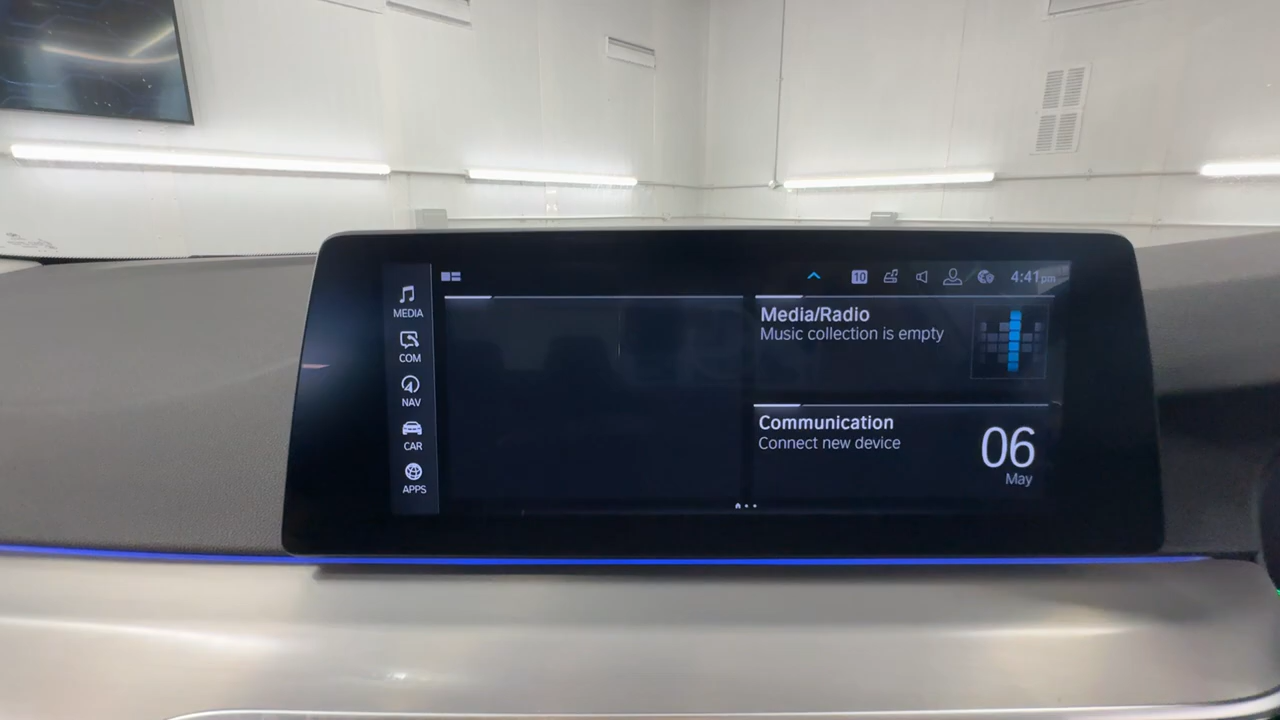 10
4:41pm
MEDIA
COM
NAV
CAR
APPS
Media/Radio
Music collection is empty
Communication
Connect new device
06
May